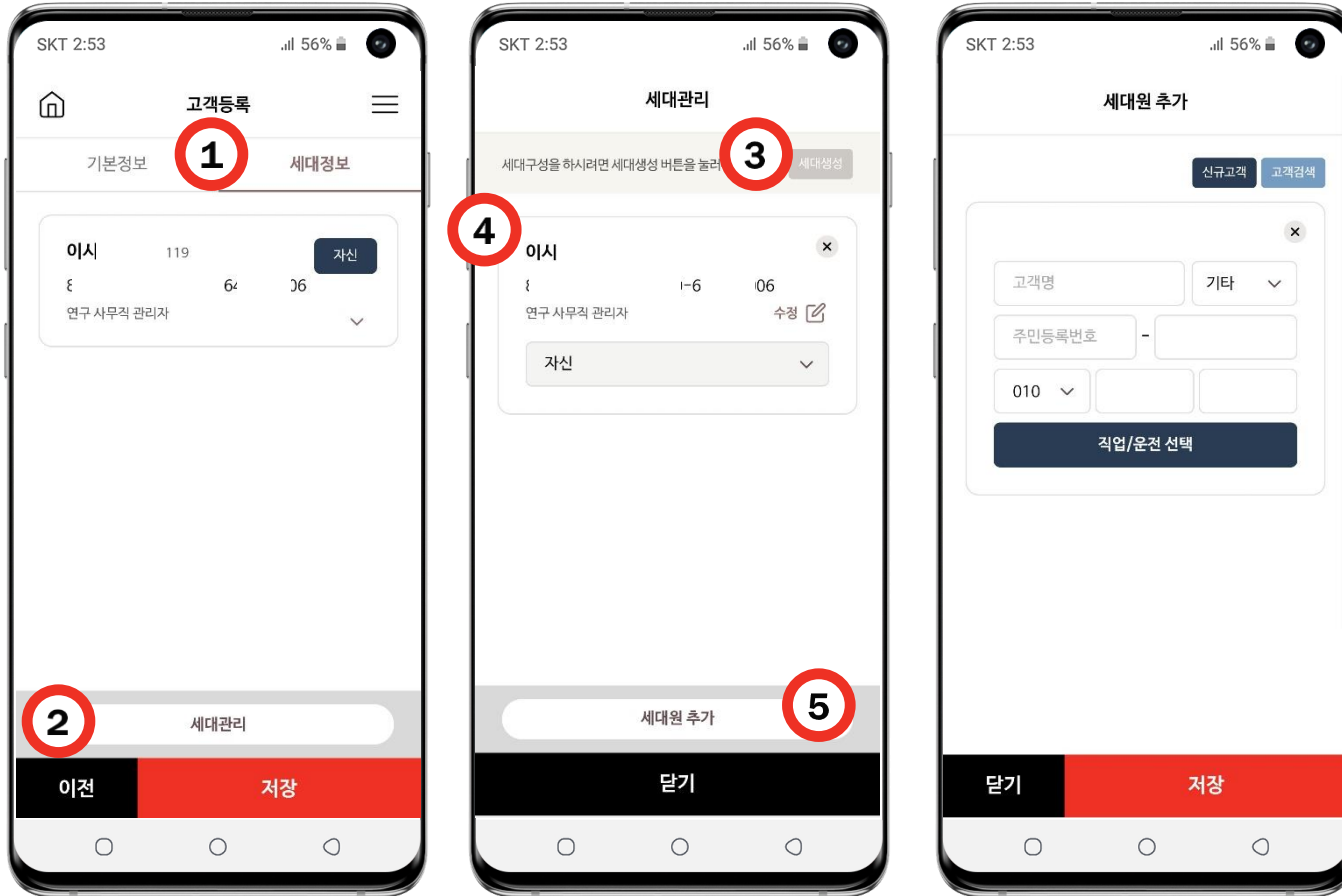 SKT 2:53
56%
고객등록
기본정보
1
세대정보
이시
119
자신
64
06
연구 사무직 관리자
2
세대관리
이전
저장
SKT 2:53
56%
세대관리
세대구성을 하시려면 세대생성 버튼을 눌러
3
세대생성
4
이시
-6
006
연구 사무직 관리자
수정
자신
세대원 추가
5
닫기
SKT 2:53
56%
세대원 추가
신규고객
고객검색
고객명
기타
주민등록번호
-
010
직업/운전 선택
닫기
저장